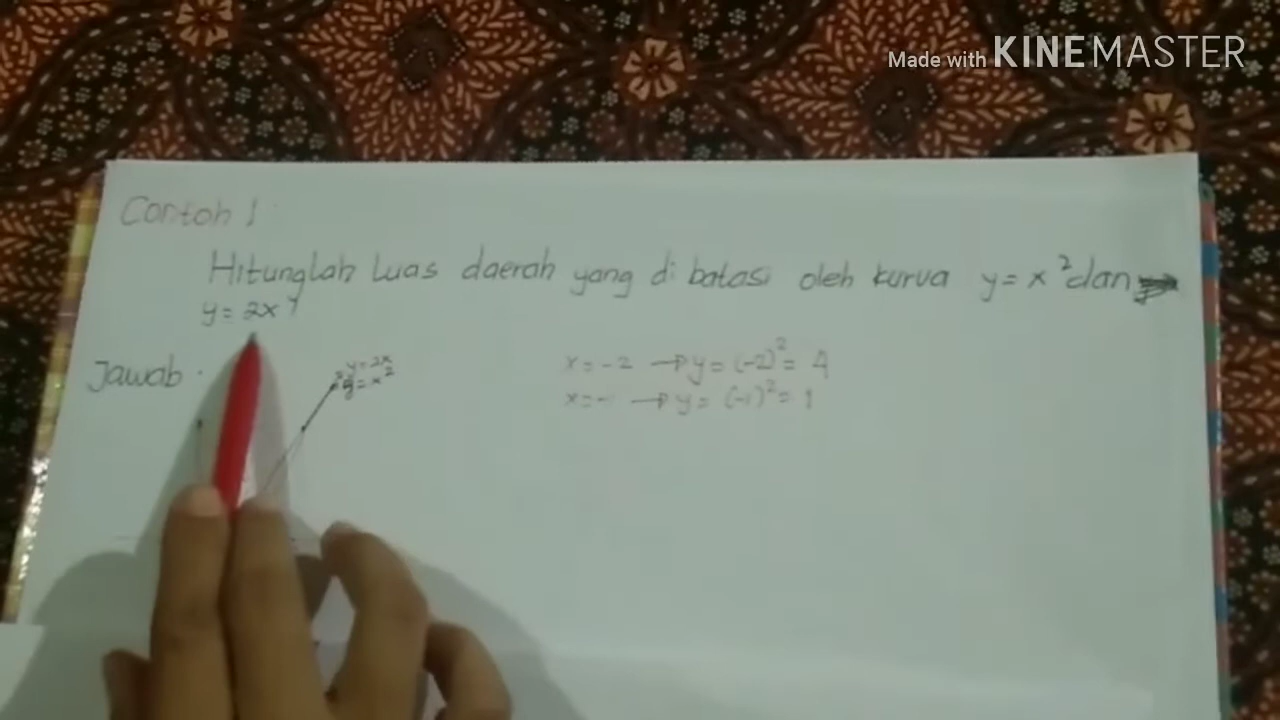 Made with KINEMASTER
Contoh 1
Hitunglah Luas daerah yang di batasi oleh kurva y = x² dan
y = 2x
Jawab
y = 2x
y = x²
x = -2 → y = (-2)² = 4
x = -1 → y = (-1)² = 1